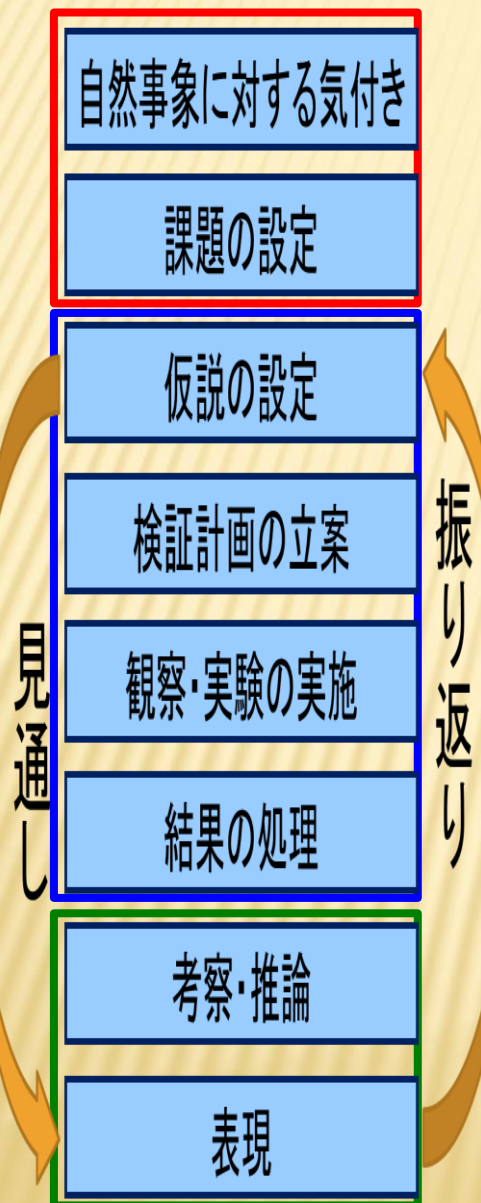 自然事象に対する気付き
課題の設定
仮説の設定
検証計画の立案
観察・実験の実施
結果の処理
考察・推論
表現
見通し
振り返り